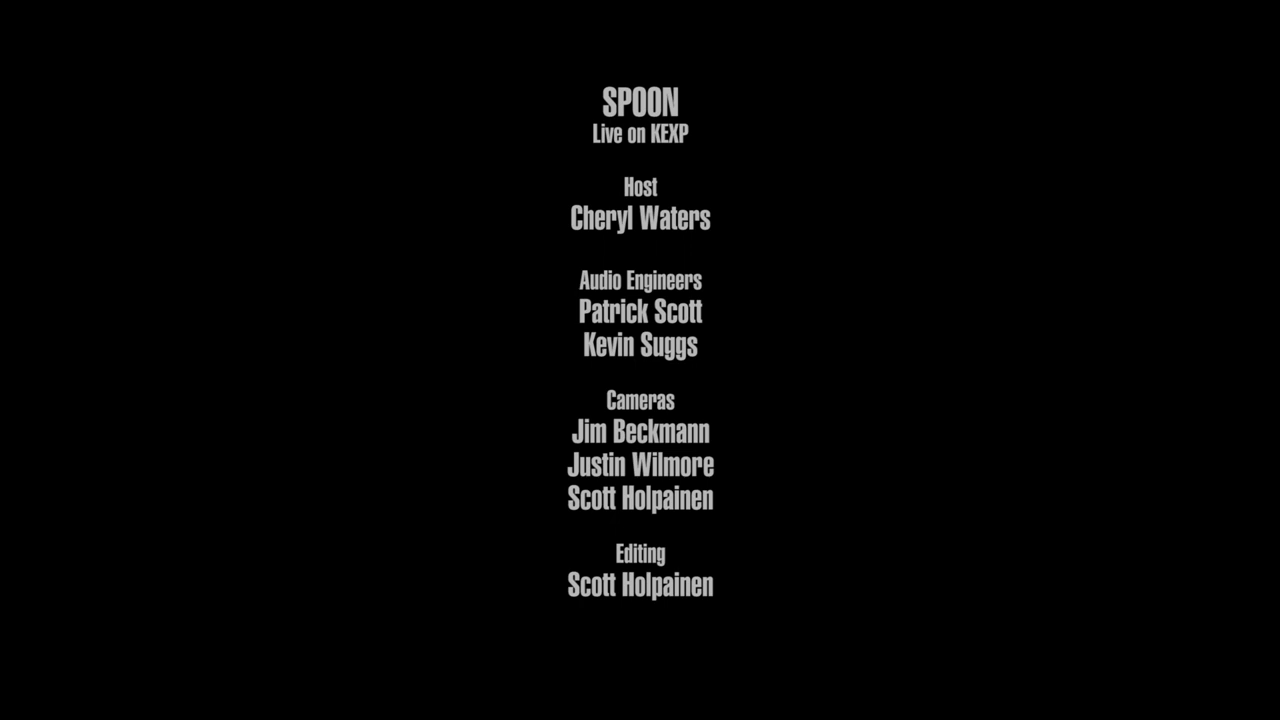 SPOON
Live on KEXP
Host
Cheryl Waters
Audio Engineers
Patrick Scott
Kevin Suggs
Cameras
Jim Beckmann
Justin Wilmore
Scott Holpainen
Editing
Scott Holpainen